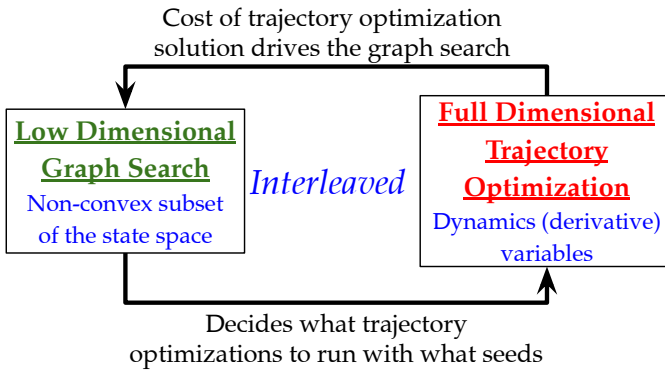 Cost of trajectory optimization
solution drives the graph search
Low Dimensional
Graph Search
Non-convex subset
of the state space
Interleaved
Full Dimensional
Trajectory
Optimization
Dynamics (derivative)
variables
Decides what trajectory
optimizations to run with what seeds